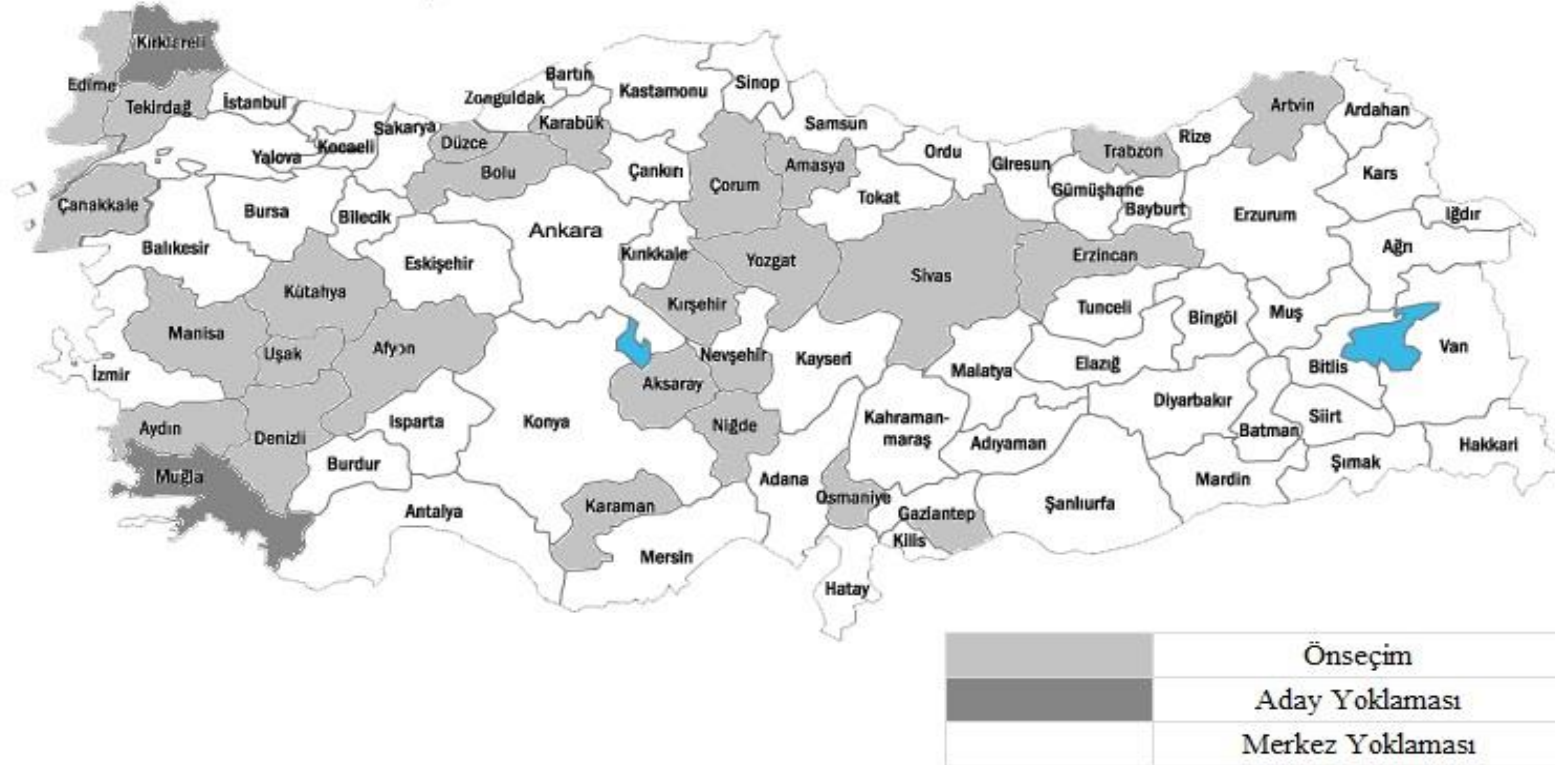 Kırklareli
Edirne
Tekirdağ
İstanbul
Kocaeli
Yalova
Sakarya
Düzce
Bolu
Zonguldak
Bartın
Karabük
Kastamonu
Sinop
Çankırı
Çorum
Samsun
Amasya
Tokat
Ordu
Giresun
Trabzon
Rize
Artvin
Ardahan
Gümüşhane
Bayburt
Erzurum
Kars
Iğdır
Ağrı
Çanakkale
Balıkesir
Bursa
Bilecik
Eskişehir
Ankara
Kırıkkale
Yozgat
Sivas
Erzincan
Kırşehir
Kütahya
Manisa
Uşak
Afyon
İzmir
Nevşehir
Aksaray
Kayseri
Malatya
Tunceli
Bingöl
Muş
Elazığ
Bitlis
Van
Aydın
Denizli
Isparta
Konya
Niğde
Kahraman-
maraş
Adıyaman
Diyarbakır
Batman
Siirt
Hakkari
Şırnak
Mardin
Muğla
Burdur
Antalya
Karaman
Mersin
Adana
Osmaniye
Gaziantep
Kilis
Şanlıurfa
Hatay
Önseçim
Aday Yoklaması
Merkez Yoklaması